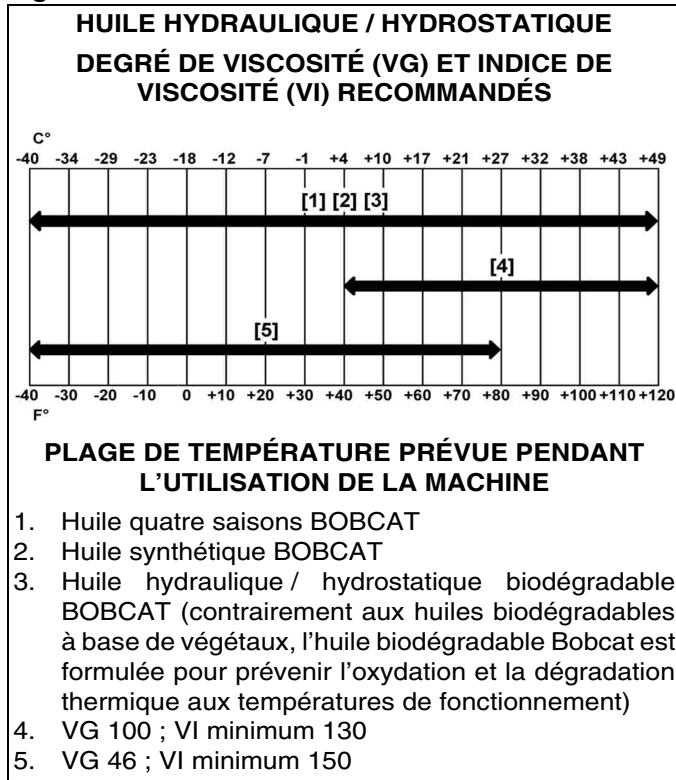 HUILE HYDRAULIQUE / HYDROSTATIQUE
DEGRÉ DE VISCOSITÉ (VG) ET INDICE DE
VISCOSITÉ (VI) RECOMMANDÉS
C°
-40 -34 -29 -23 -18 -12 -7 -1 +4 +10 +17 +21 +27 +32 +38 +43 +49
[1] [2] [3]
[4]
[5]
-40 -30 -20 -10 0 +10 +20 +30 +40 +50 +60 +70 +80 +90 +100 +110 +120
F°
PLAGE DE TEMPÉRATURE PRÉVUE PENDANT
L'UTILISATION DE LA MACHINE
1. Huile quatre saisons BOBCAT
2. Huile synthétique BOBCAT
3. Huile hydraulique / hydrostatique biodégradable
BOBCAT (contrairement aux huiles biodégradables
à base de végétaux, l'huile biodégradable Bobcat est
formulée pour prévenir l'oxydation et la dégradation
thermique aux températures de fonctionnement)
4. VG 100 ; VI minimum 130
5. VG 46 ; VI minimum 150